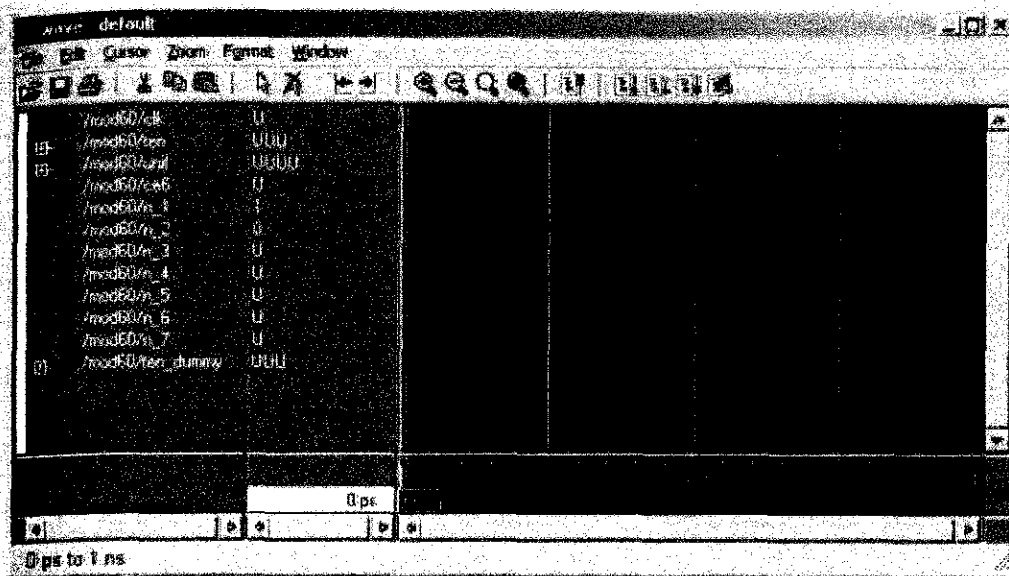 wave - default
File Edit Cursor Zoom Format Window
/mod60/clk U
/mod60/ten UUU
/mod60/unit UUUU
/mod60/ce6 U
/mod60/n_1 1
/mod60/n_2 0
/mod60/n_3 U
/mod60/n_4 U
/mod60/n_5 U
/mod60/n_6 U
/mod60/n_7 U
/mod60/ten_dummy UUU
0 ps
0 ps to 1 ns